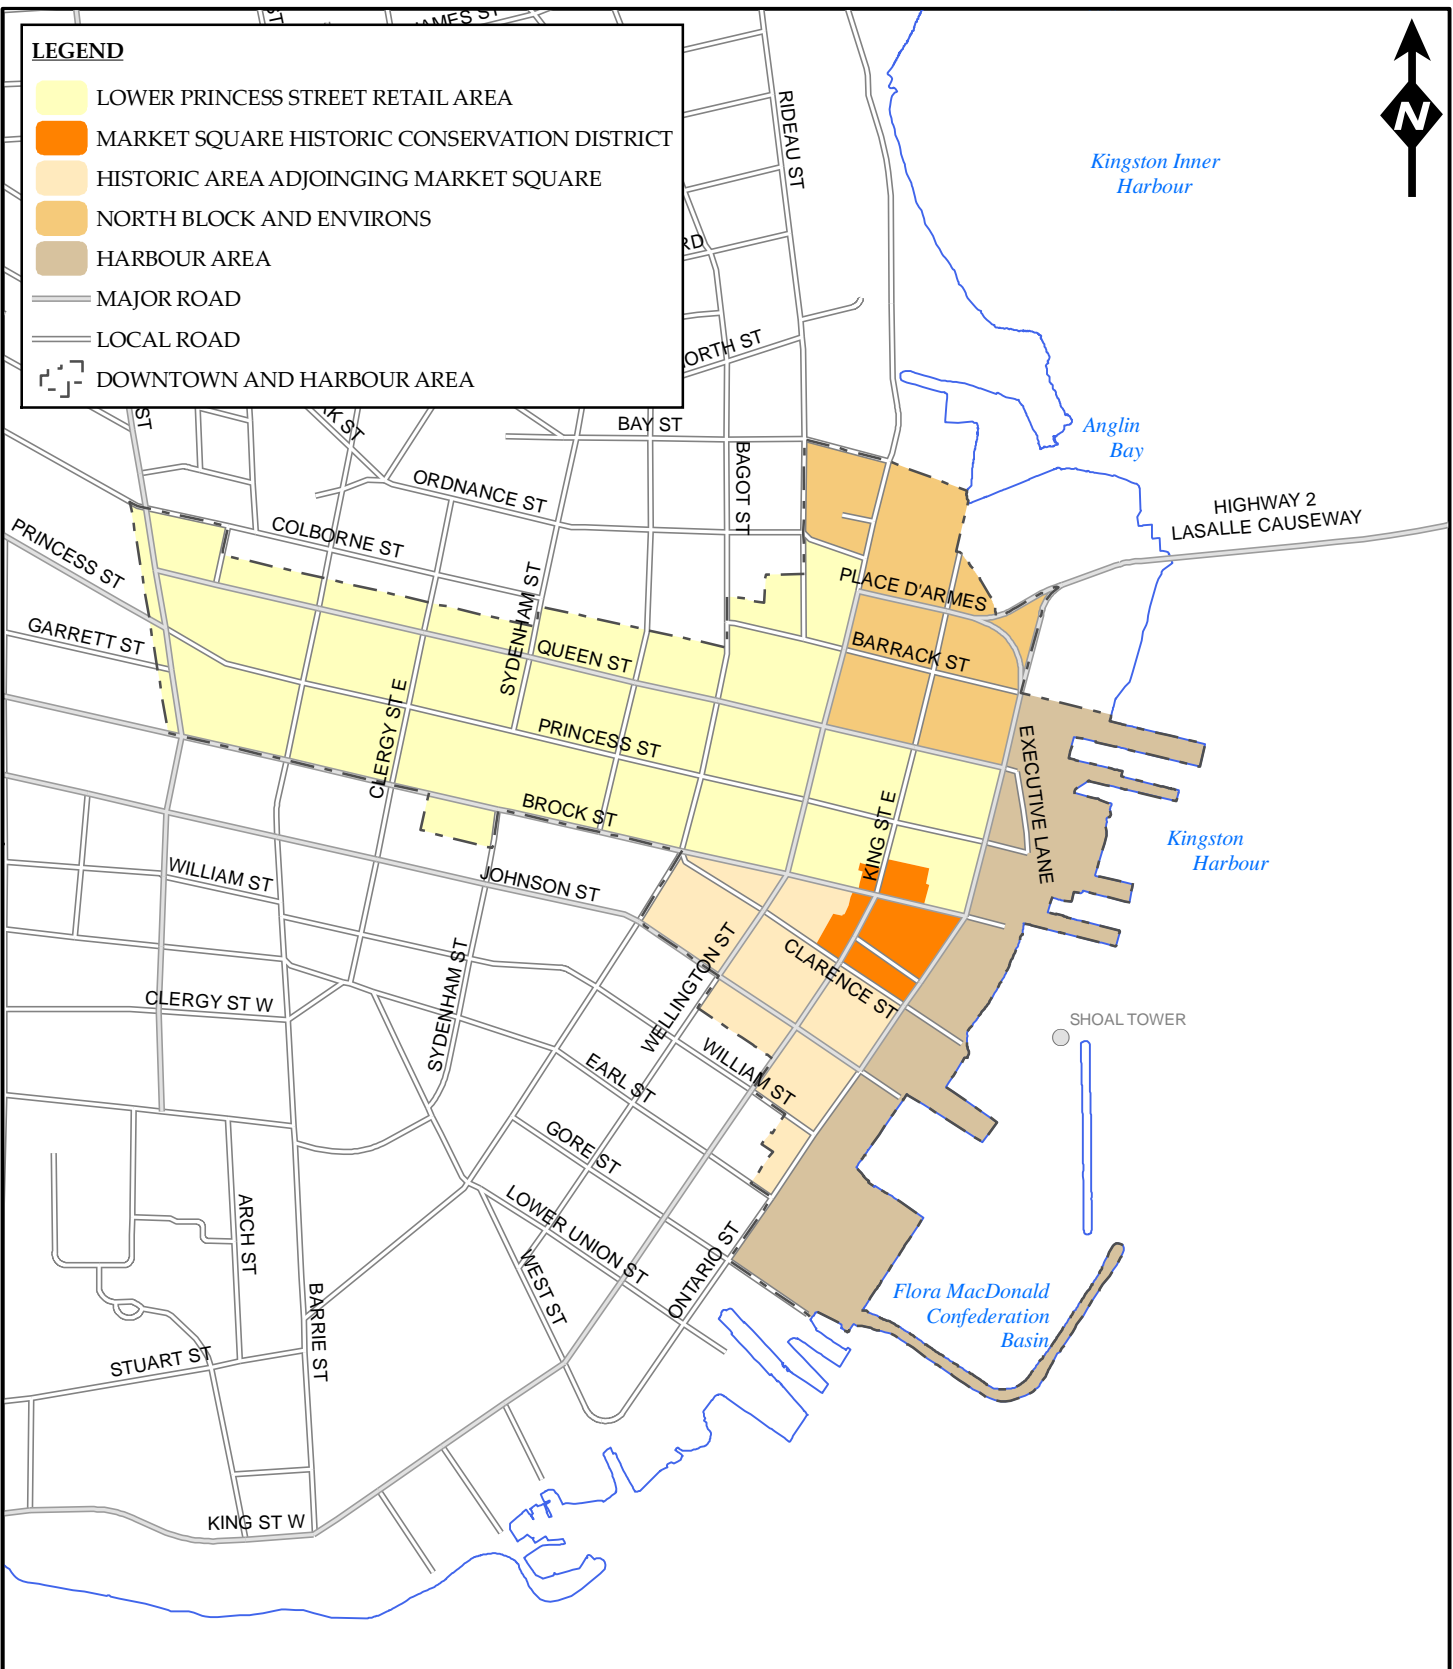 LEGEND
LOWER PRINCESS STREET RETAIL AREA
MARKET SQUARE HISTORIC CONSERVATION DISTRICT
HISTORIC AREA ADJOINGING MARKET SQUARE
NORTH BLOCK AND ENVIRONS
HARBOUR AREA
MAJOR ROAD
LOCAL ROAD
DOWNTOWN AND HARBOUR AREA
N
RIDEAU ST
Kingston Inner
Harbour
BAY ST
BAGOT ST
Anglin
Bay
HIGHWAY 2
LASALLE CAUSEWAY
ORDNANCE ST
COLBORNE ST
PRINCESS ST
GARRETT ST
SYDENHAM ST
QUEEN ST
PLACE D'ARMES
BARRACK ST
CLERGY ST E
PRINCESS ST
EXECUTIVE LANE
BROCK ST
KING ST E
Kingston
Harbour
WILLIAM ST
JOHNSON ST
CLARENCE ST
WELLINGTON ST
SYDENHAM ST
CLERGY ST W
SHOAL TOWER
WILLIAM ST
EARL ST
GORE ST
LOWER UNION ST
ARCH ST
WEST ST
ONTARIO ST
BARRIE ST
Flora MacDonald
Confederation
Basin
STUART ST
KING ST W